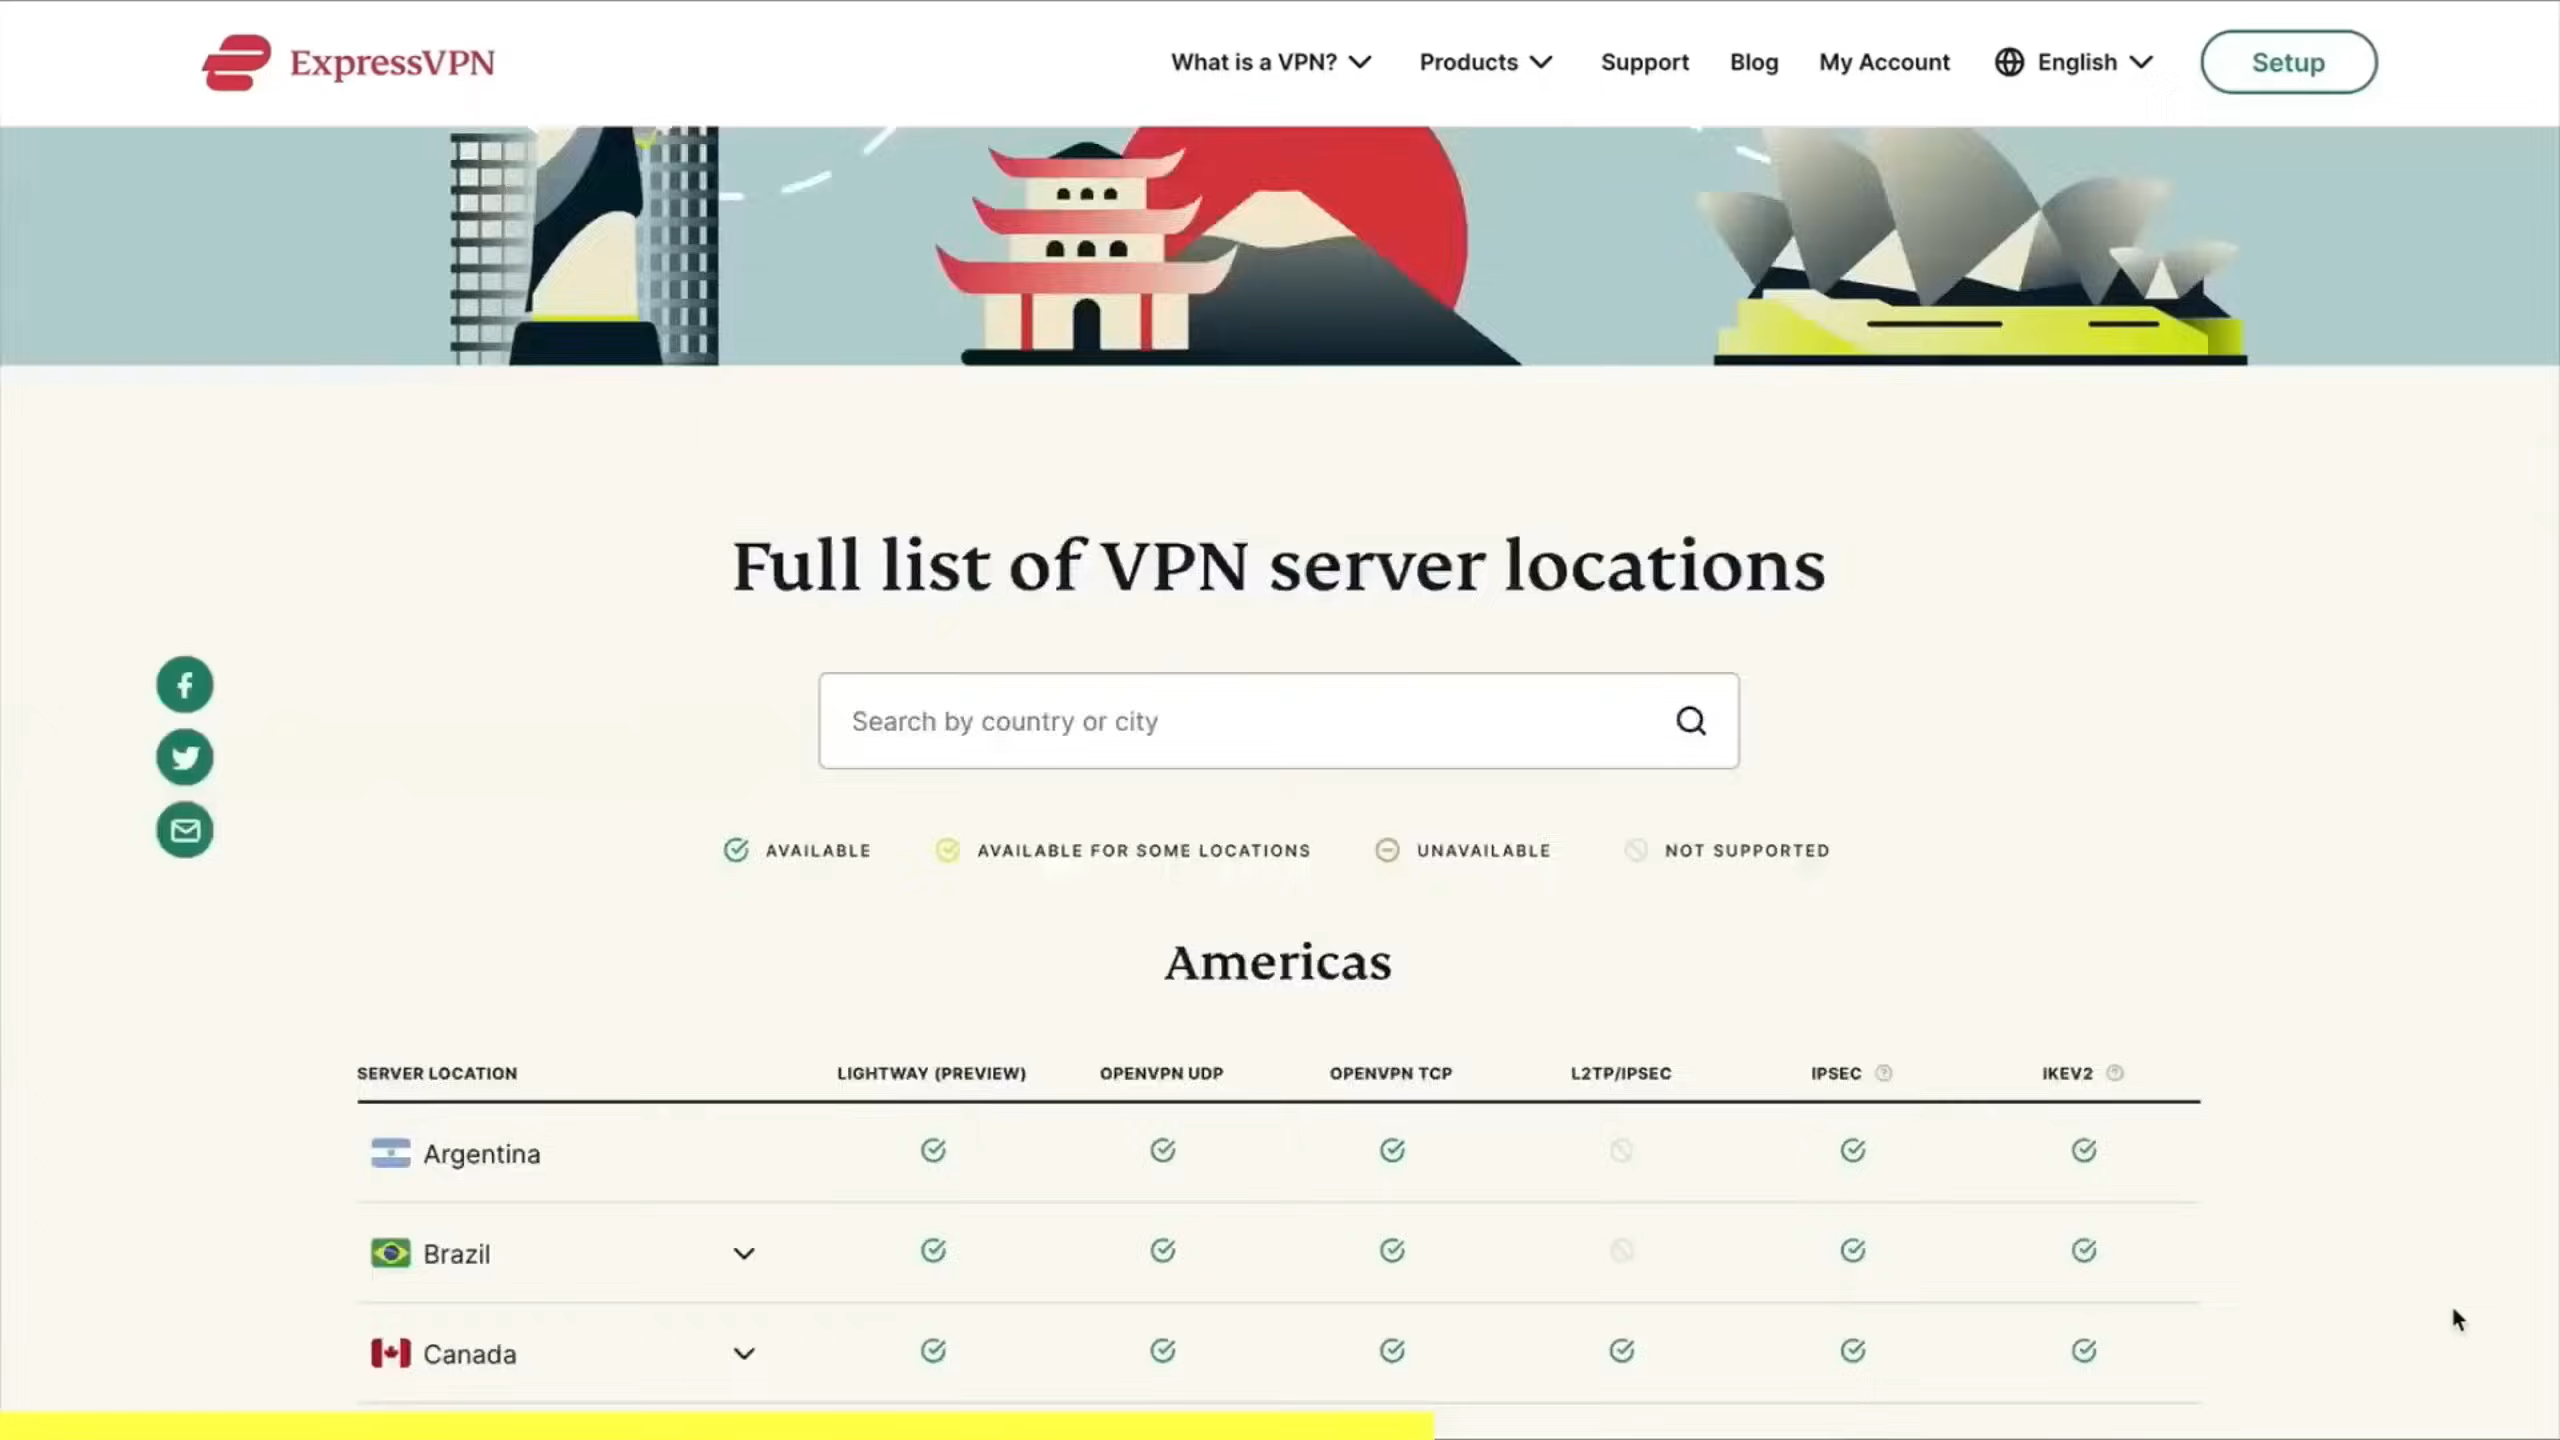 ExpressVPN
What is a VPN? Products Support Blog My Account English Setup
Full list of VPN server locations
Search by country or city
AVAILABLE AVAILABLE FOR SOME LOCATIONS UNAVAILABLE NOT SUPPORTED
Americas
SERVER LOCATION LIGHTWAY (PREVIEW) OPENVPN UDP OPENVPN TCP L2TP/IPSEC IPSEC IKEV2
Argentina
Brazil
Canada